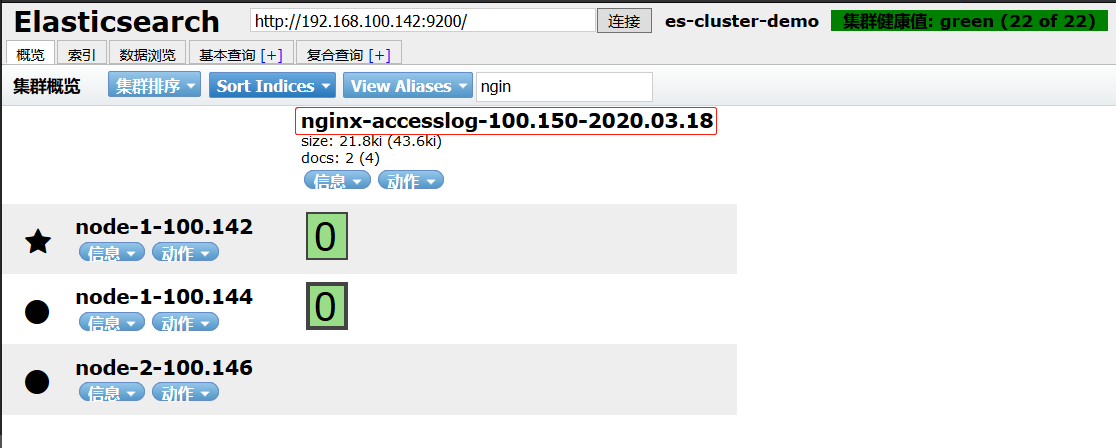 Elasticsearch http://192.168.100.142:9200/ 连接 es-cluster-demo 集群健康值: green (22 of 22)
概览 索引 数据浏览 基本查询 [+] 复合查询 [+]
集群概览 集群排序 Sort Indices View Aliases ngin
nginx-accesslog-100.150-2020.03.18
size: 21.8ki (43.6ki)
docs: 2 (4)
信息 动作
node-1-100.142 0
信息 动作
node-1-100.144 0
信息 动作
node-2-100.146
信息 动作